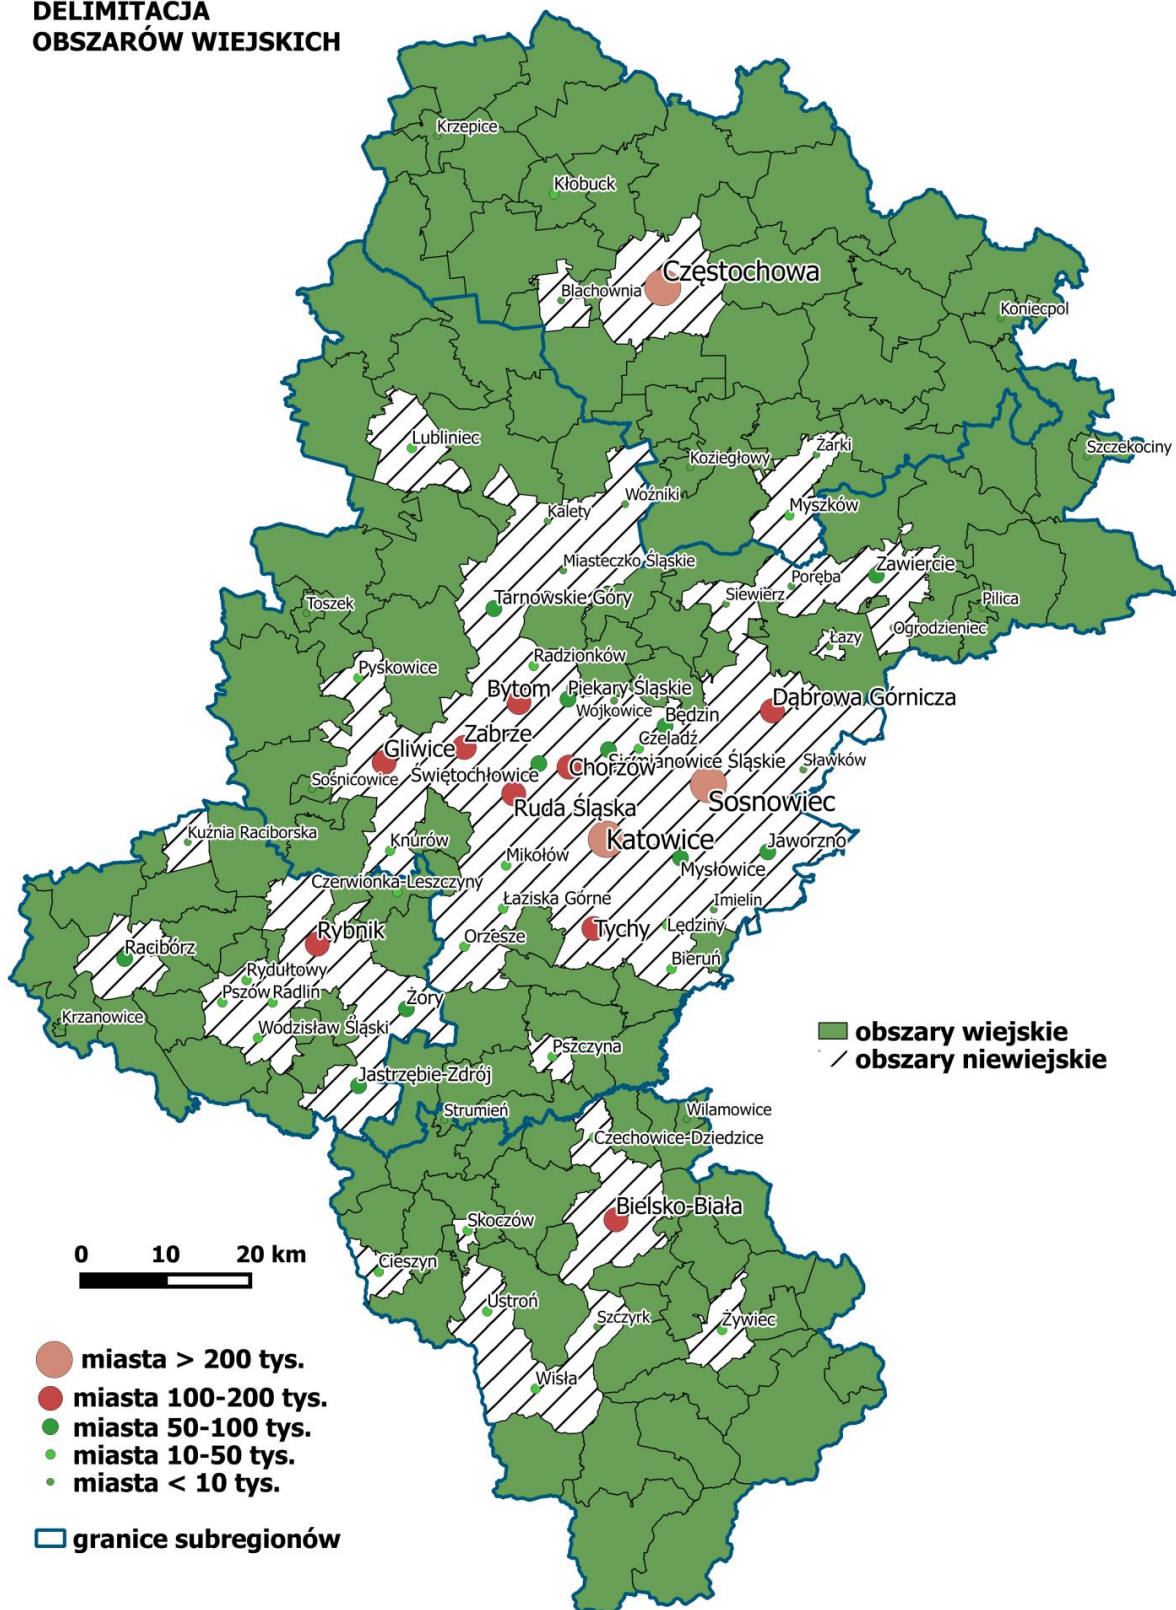 DELIMITACJA
OBSZARÓW WIEJSKICH
Krzepice
Kłobuck
Częstochowa
Blachownia
Koniecpol
Lubliniec
Żarki
Szczekociny
Koziegłowy
Woźniki
Myszków
Kalety
Miasteczko Śląskie
Zawiercie
Poręba
Siewierz
Tarnowskie Góry
Toszek
Pilica
Ogrodzieniec
Łazy
Radzionków
Pyskowice
Bytom
Piekary Śląskie
Dąbrowa Górnicza
Wojkowice
Będzin
Zabrze
Czeladź
Gliwice
Siemianowice Śląskie
Sławków
Chorzów
Świętochłowice
Sośnicowice
Sosnowiec
Ruda Śląska
Kuźnia Raciborska
Knurów
Katowice
Jaworzno
Mikołów
Mysłowice
Czerwionka-Leszczyny
Łaziska Górne
Imielin
Rybnik
Tychy
Lędziny
Racibórz
Orzesze
Bieruń
Rydułtowy
Pszów
Radlin
Żory
Krzanowice
Wodzisław Śląski
obszary wiejskie
obszary niewiejskie
Pszczyna
Jastrzębie-Zdrój
Strumień
Wilamowice
Czechowice-Dziedzice
Bielsko-Biała
Skoczów
0 10 20 km
Cieszyn
Ustroń
Szczyrk
Żywiec
Wisła
miasta > 200 tys.
miasta 100-200 tys.
miasta 50-100 tys.
miasta 10-50 tys.
miasta < 10 tys.
granice subregionów